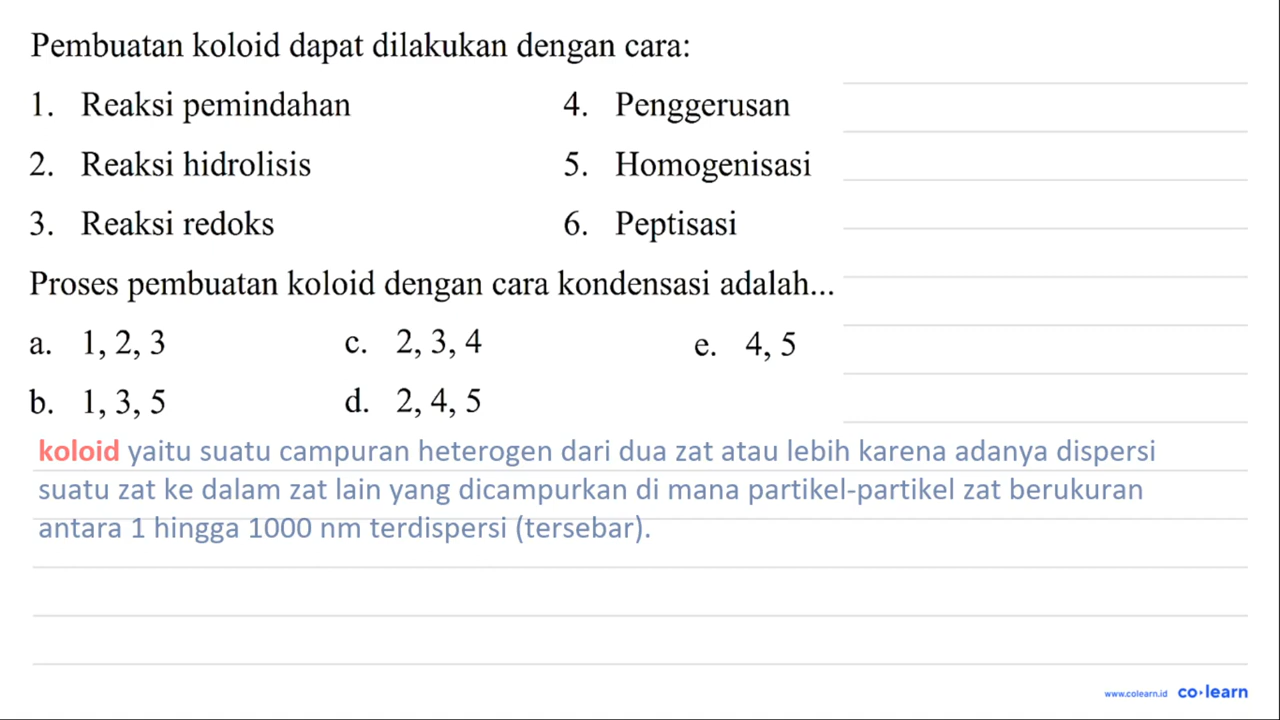 Pembuatan koloid dapat dilakukan dengan cara:
1. Reaksi pemindahan 4. Penggerusan
2. Reaksi hidrolisis 5. Homogenisasi
3. Reaksi redoks 6. Peptisasi
Proses pembuatan koloid dengan cara kondensasi adalah...
a. 1, 2, 3 c. 2, 3, 4 e. 4, 5
b. 1, 3, 5 d. 2, 4, 5
koloid yaitu suatu campuran heterogen dari dua zat atau lebih karena adanya dispersi
suatu zat ke dalam zat lain yang dicampurkan di mana partikel-partikel zat berukuran
antara 1 hingga 1000 nm terdispersi (tersebar).
www.colearn.id co·learn